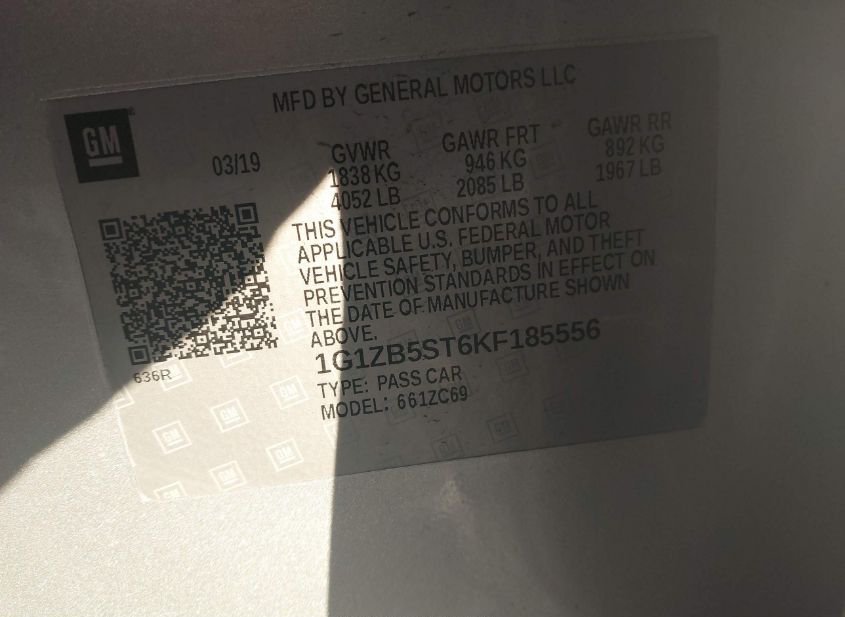 MFD BY GENERAL MOTORS LLC
GM
03/19
GVWR GAWR FRT GAWR RR
1838 KG 946 KG 892 KG
4052 LB 2085 LB 1967 LB
THIS VEHICLE CONFORMS TO ALL
APPLICABLE U.S. FEDERAL MOTOR
VEHICLE SAFETY, BUMPER, AND THEFT
PREVENTION STANDARDS IN EFFECT ON
THE DATE OF MANUFACTURE SHOWN
ABOVE.
1G1ZB5ST6KF185556
636R
TYPE: PASS CAR
MODEL: 661ZC69